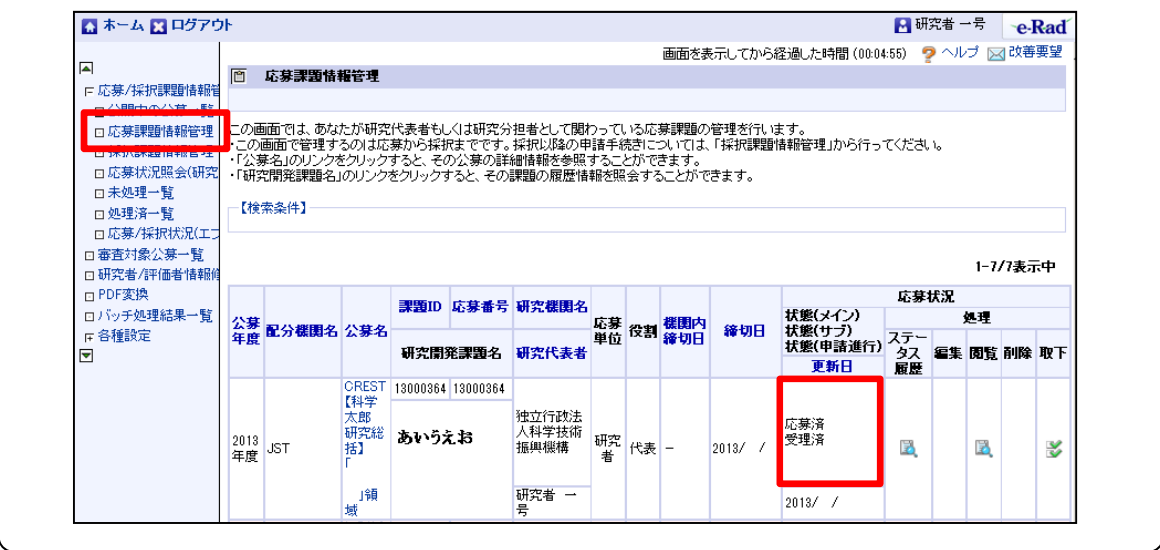 ホーム ログアウト
研究者 一号
e-Rad
画面を表示してから経過した時間 (00:04:55) ヘルプ 改善要望
応募/採択課題情報管
公開中の公募一覧
応募課題情報管理
採択課題情報管理
応募状況照会(研究
未処理一覧
処理済一覧
応募/採択状況(エフ
審査対象公募一覧
研究者/評価者情報修
PDF変換
バッチ処理結果一覧
各種設定
応募課題情報管理
この画面では、あなたが研究代表者もしくは研究分担者として関わっている応募課題の管理を行います。
・この画面で管理するのは応募から採択までです。採択以降の申請手続きについては、「採択課題情報管理」から行ってください。
・「公募名」のリンクをクリックすると、その公募の詳細情報を参照することができます。
・「研究開発課題名」のリンクをクリックすると、その課題の履歴情報を照会することができます。
【検索条件】
1-7/7表示中
公募
年度
配分機関名
公募名
課題ID
応募番号
研究開発課題名
研究機関名
研究代表者
応募
単位
役割
機関内
締切日
締切日
応募状況
状態(メイン)
状態(サブ)
状態(申請進行)
更新日
処理
ステー
タス
履歴
編集
閲覧
削除
取下
2013
年度
JST
CREST
【科学
太郎
研究総
括】
「
」領
域
13000364
13000364
あいうえお
独立行政法
人科学技術
振興機構
研究者 一
号
研究
者
代表
-
2013/ /
応募済
受理済
2013/ /